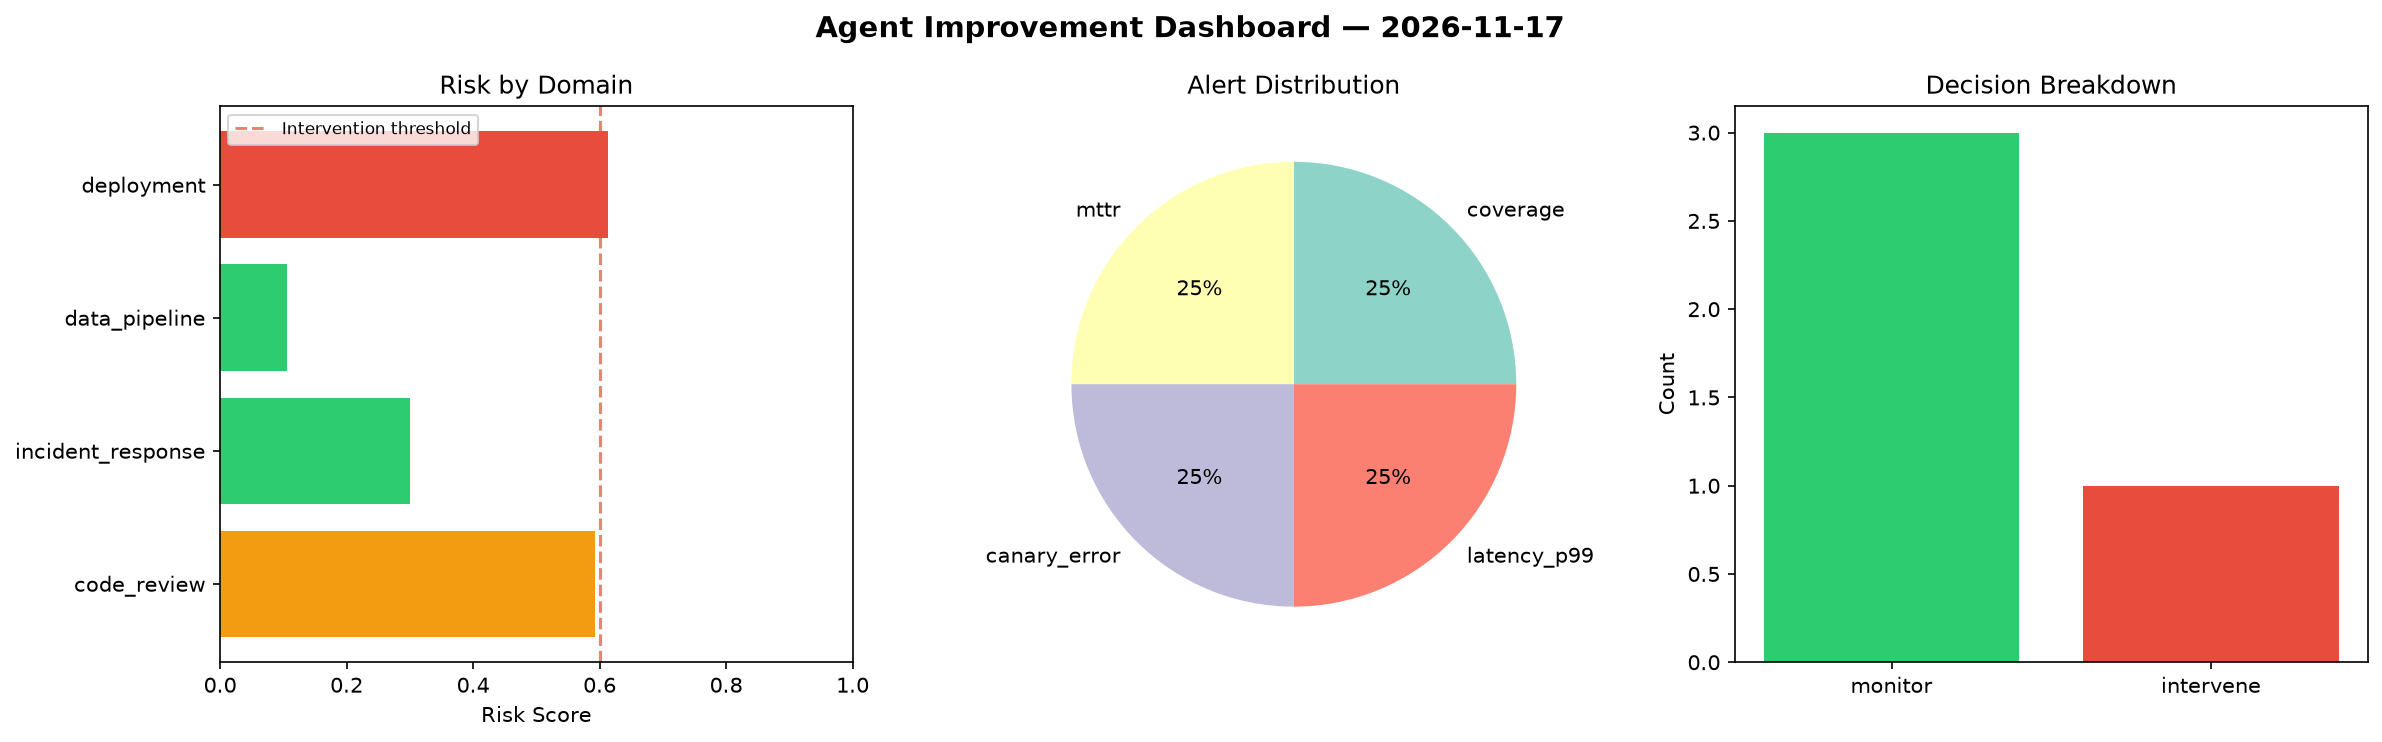 Agent Improvement Dashboard — 2026-11-17
Risk by Domain
Intervention threshold
deployment
data_pipeline
incident_response
code_review
0.0 0.2 0.4 0.6 0.8 1.0
Risk Score
Alert Distribution
mttr
coverage
25%
25%
25%
25%
canary_error
latency_p99
Decision Breakdown
Count
3.0
2.5
2.0
1.5
1.0
0.5
0.0
monitor intervene